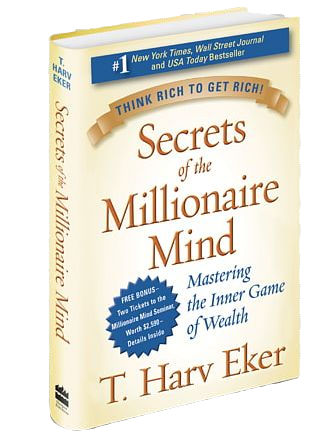 T. HARV
EKER
Secrets of the Millionaire Mind
#1 New York Times, Wall Street Journal
and USA Today Bestseller
THINK RICH TO GET RICH!
Secrets
of the
Millionaire
Mind
Mastering
the Inner Game
of Wealth
FREE BONUS–
Two Tickets to the
Millionaire Mind Seminar,
Worth $2,590–
Details Inside
T. Harv Eker